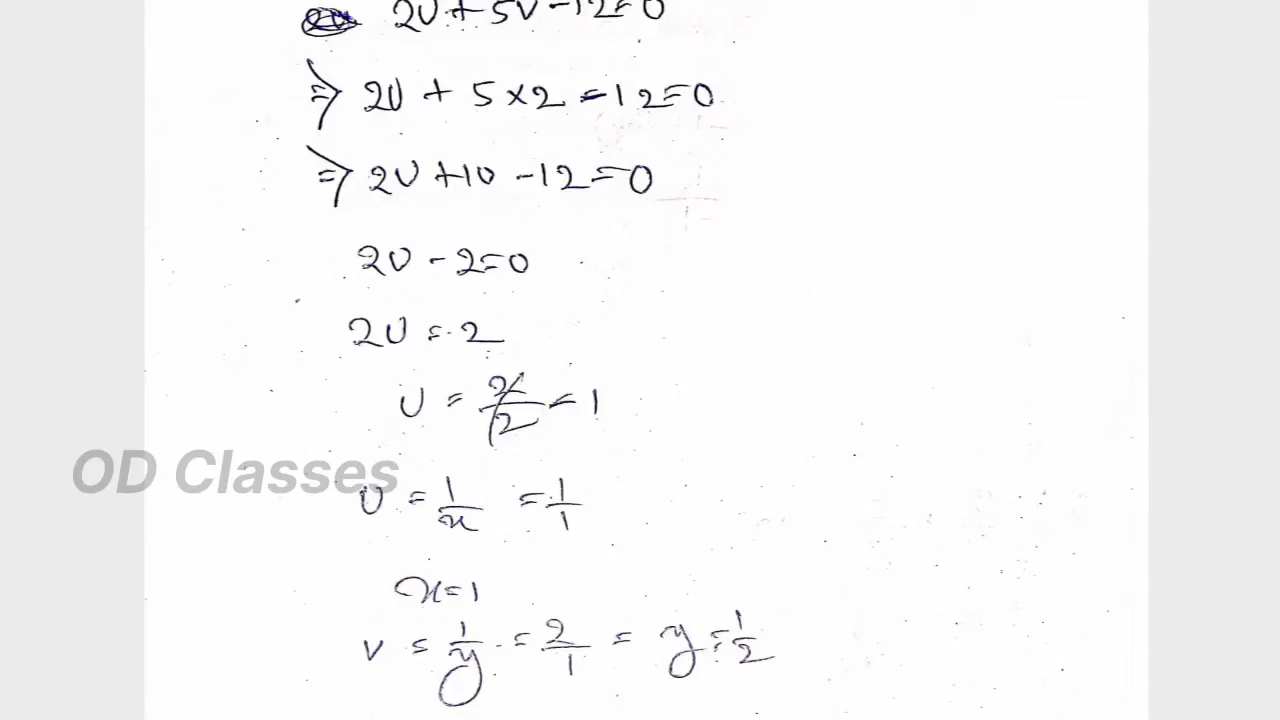 2U + 5V - 12 = 0
⇒ 2U + 5 × 2 - 12 = 0
⇒ 2U + 10 - 12 = 0
2U - 2 = 0
2U = 2
U = 2/2 = 1
OD Classes
U = 1/x = 1/1
x = 1
V = 1/y = 2/1 = y = 1/2